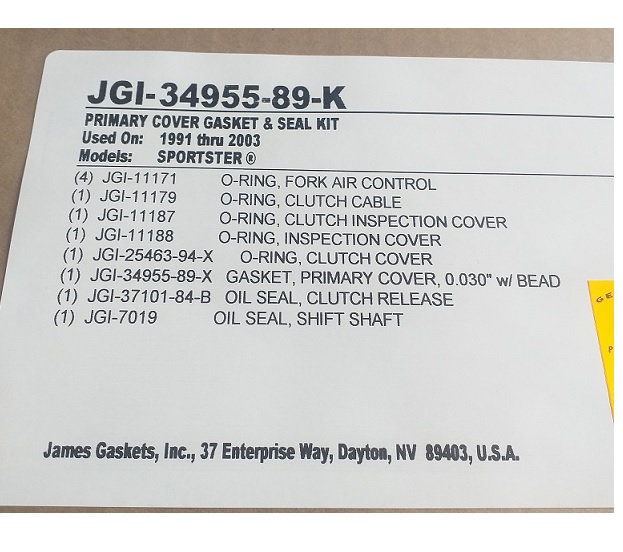 JGI-34955-89-K
PRIMARY COVER GASKET & SEAL KIT
Used On: 1991 thru 2003
Models: SPORTSTER ®
(4) JGI-11171 O-RING, FORK AIR CONTROL
(1) JGI-11179 O-RING, CLUTCH CABLE
(1) JGI-11187 O-RING, CLUTCH INSPECTION COVER
(1) JGI-11188 O-RING, INSPECTION COVER
(1) JGI-25463-94-X O-RING, CLUTCH COVER
(1) JGI-34955-89-X GASKET, PRIMARY COVER, 0.030" w/ BEAD
(1) JGI-37101-84-B OIL SEAL, CLUTCH RELEASE
(1) JGI-7019 OIL SEAL, SHIFT SHAFT
James Gaskets, Inc., 37 Enterprise Way, Dayton, NV 89403, U.S.A.